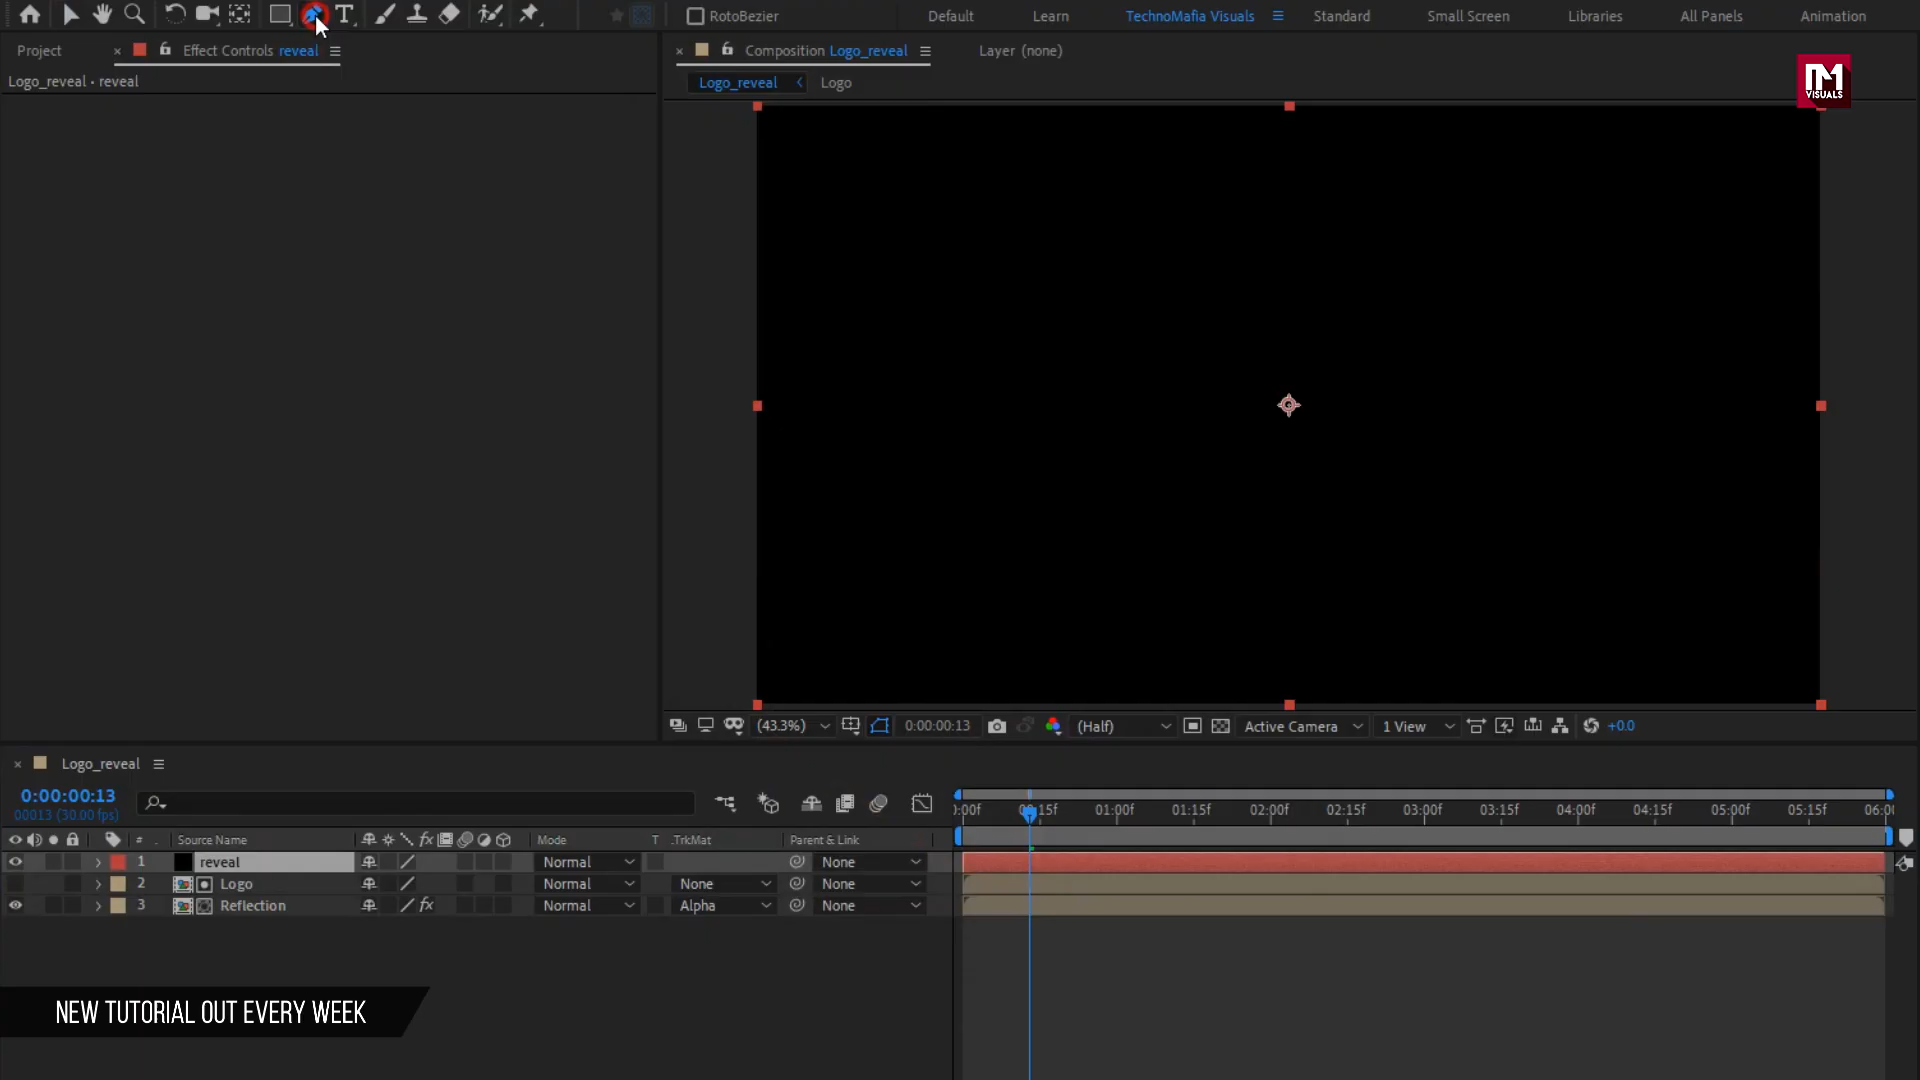 RotoBezier Default Learn TechnoMafia Visuals Standard Small Screen Libraries All Panels Animation
Project Effect Controls reveal Composition Logo_reveal Layer (none)
Logo_reveal • reveal
Logo_reveal Logo
VISUALS
(43.3%) 0:00:00:13 (Half) Active Camera 1 View +0.0
Logo_reveal
0:00:00:13
00013 (30.00 fps)
:00f 00:15f 01:00f 01:15f 02:00f 02:15f 03:00f 03:15f 04:00f 04:15f 05:00f 05:15f 06:00
# Source Name Mode T .TrkMat Parent & Link
1 reveal Normal None
2 Logo Normal None None
3 Reflection fx Normal Alpha None
NEW TUTORIAL OUT EVERY WEEK